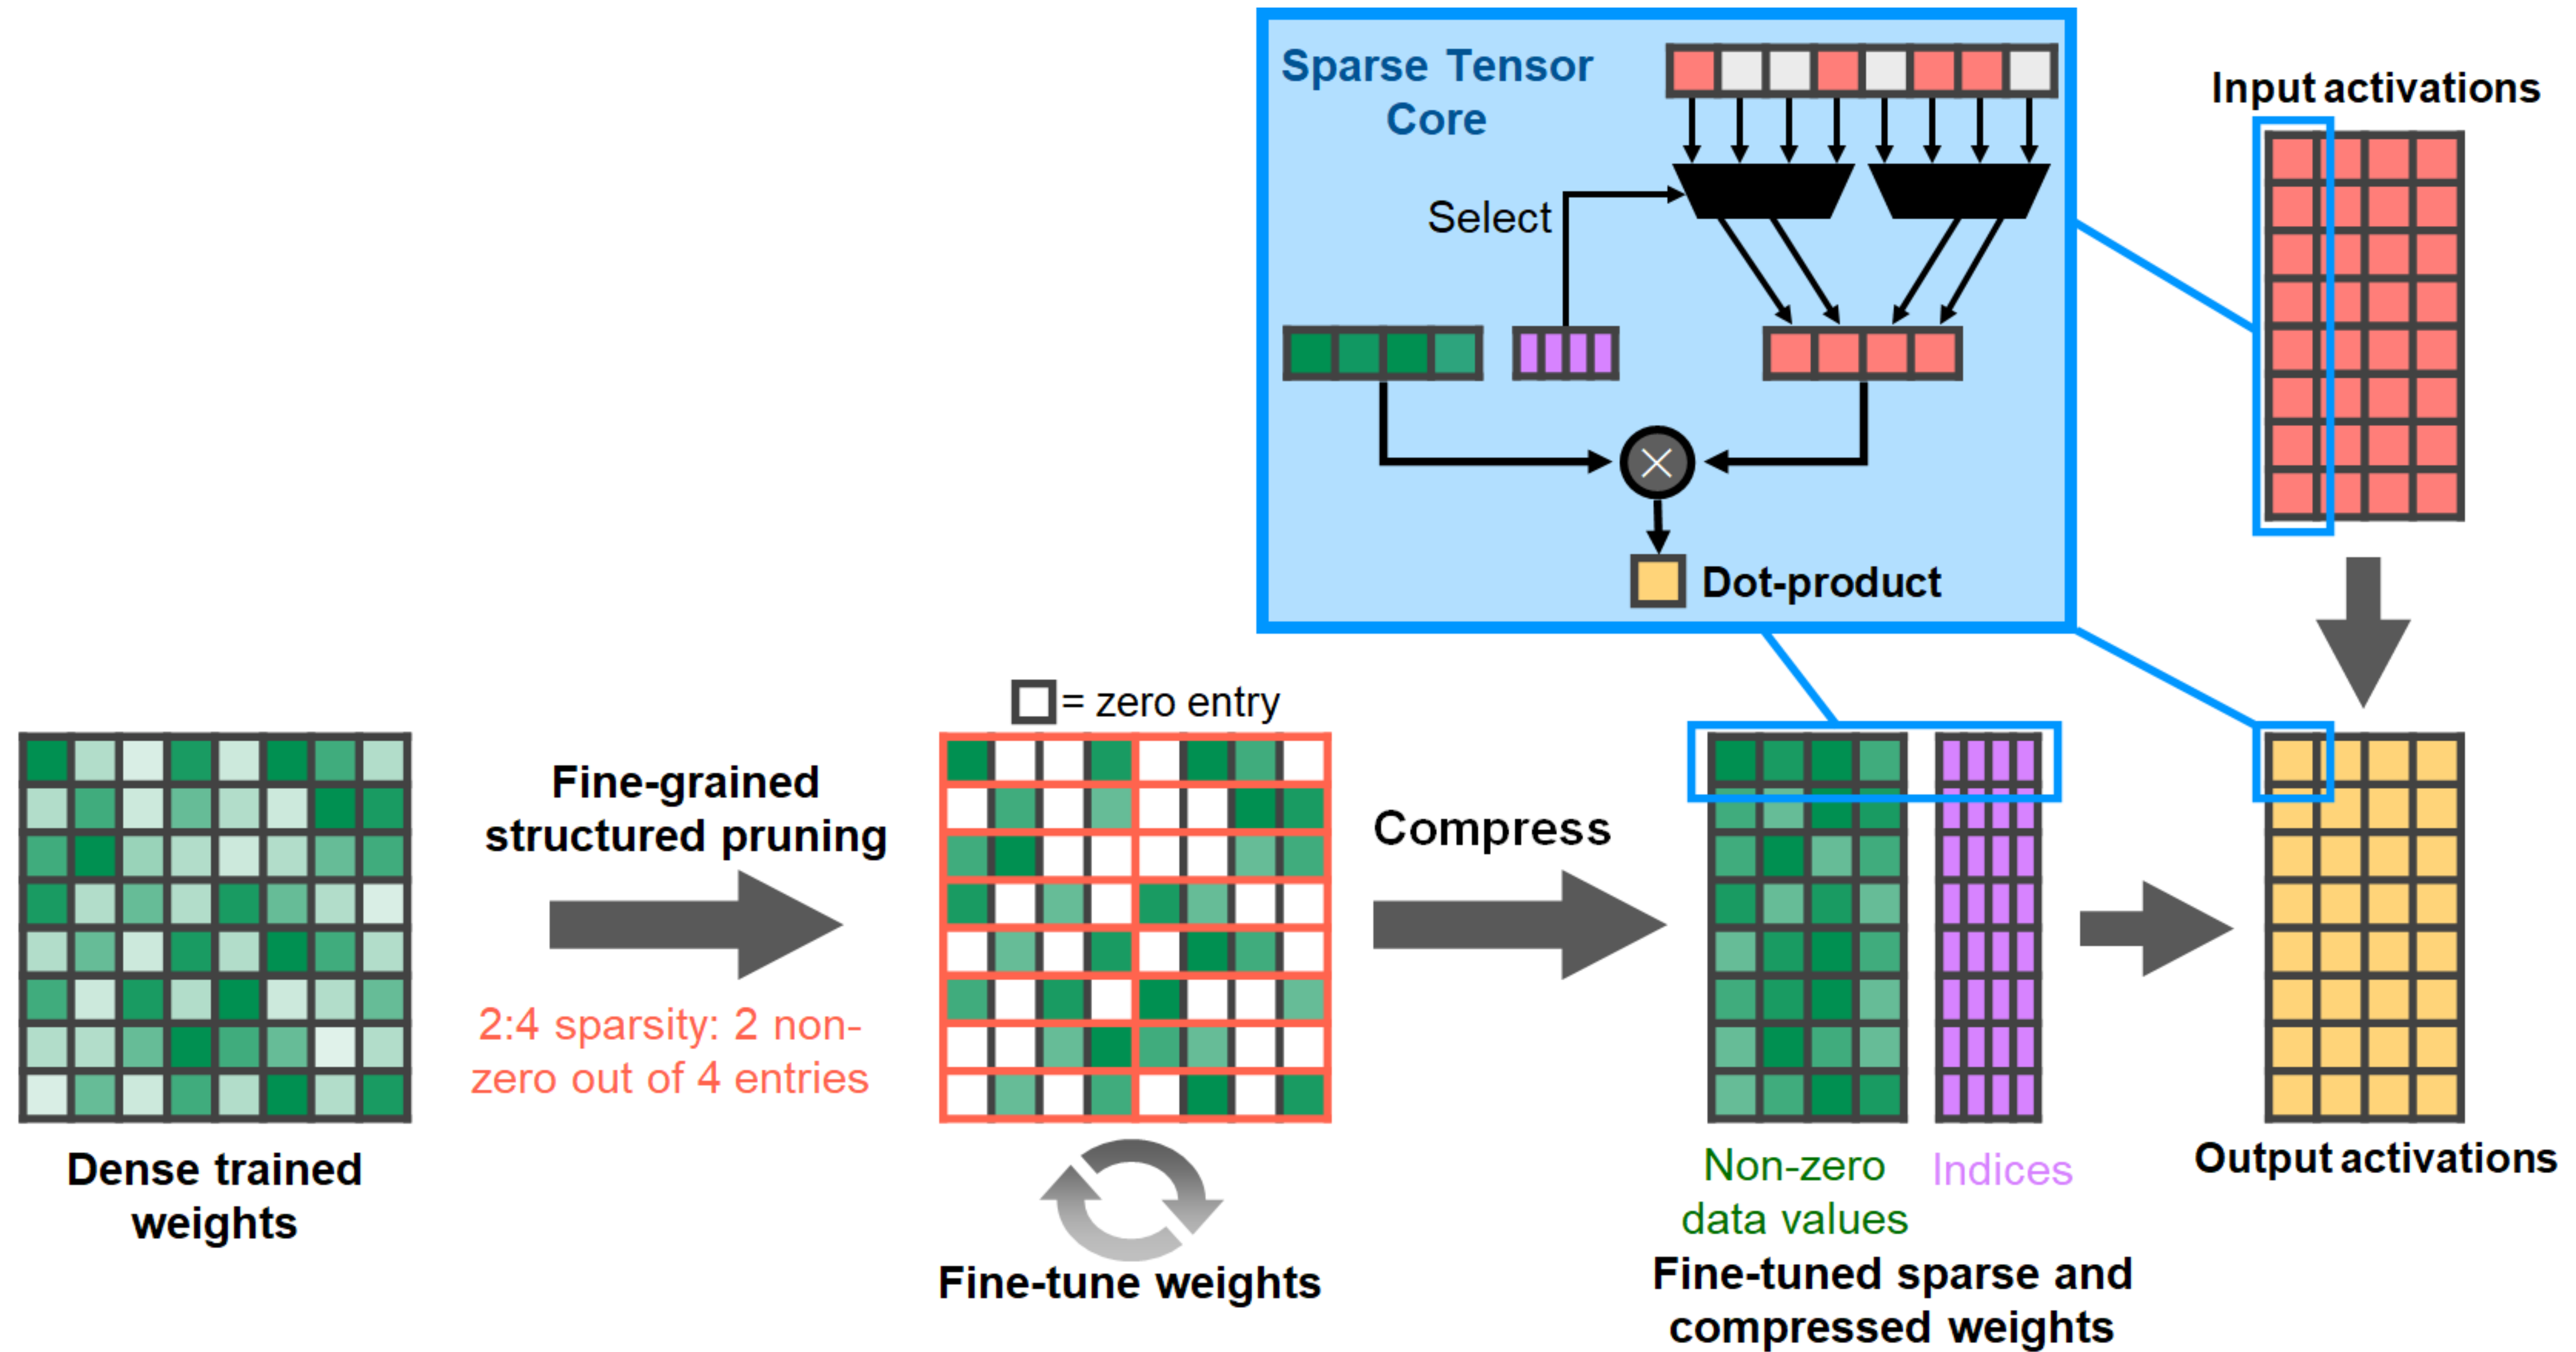 Sparse Tensor
Core
Input activations
Select
Dot-product
= zero entry
Fine-grained
structured pruning
2:4 sparsity: 2 non-
zero out of 4 entries
Compress
Dense trained
weights
Fine-tune weights
Non-zero
data values
Indices
Fine-tuned sparse and
compressed weights
Output activations